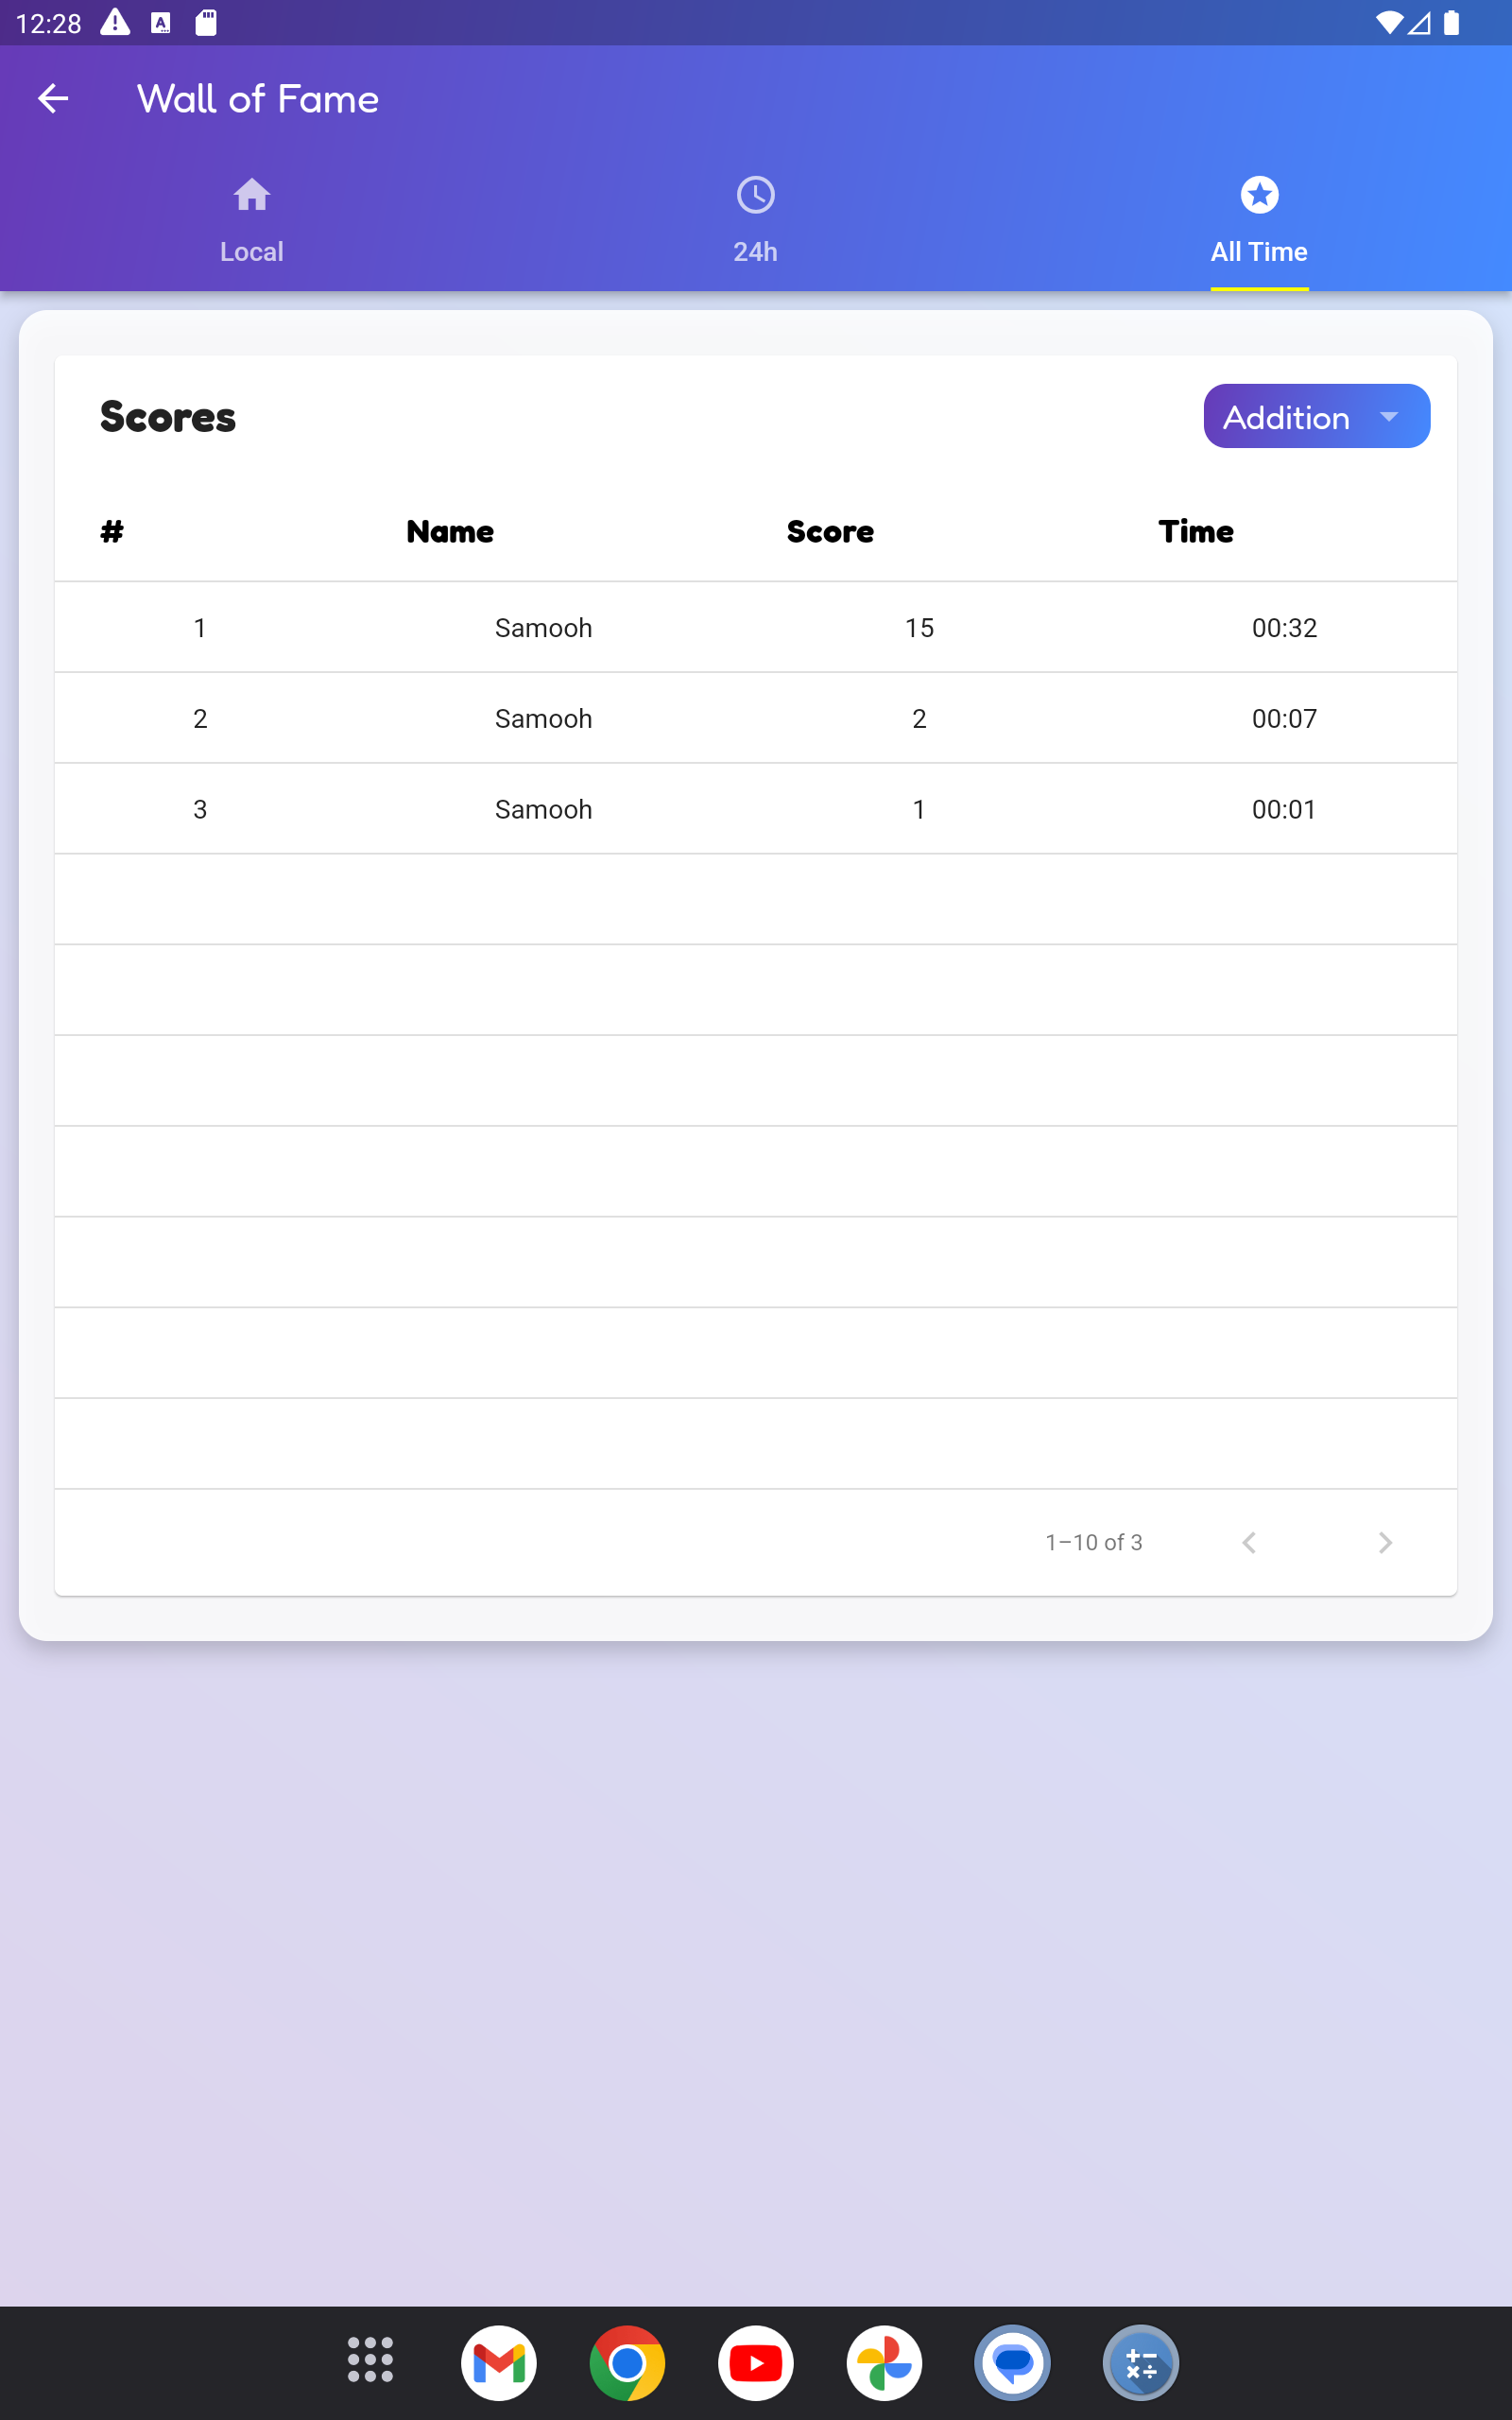 12:28
Wall of Fame
Local 24h All Time
Scores Addition
# Name Score Time
1 Samooh 15 00:32
2 Samooh 2 00:07
3 Samooh 1 00:01
1–10 of 3